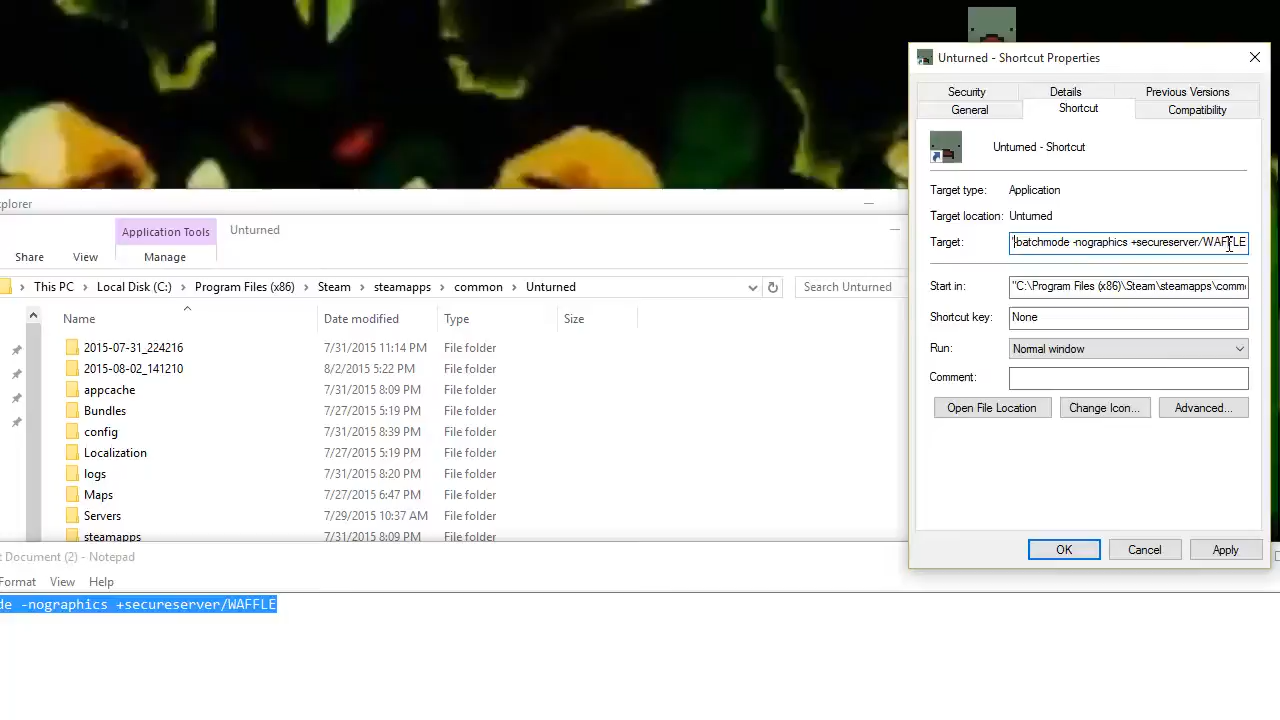 Unturned - Shortcut Properties
Security Details Previous Versions
General Shortcut Compatibility
Unturned - Shortcut
Target type: Application
Target location: Unturned
Target: "-batchmode -nographics +secureserver/WAFFLE
Start in: "C:\Program Files (x86)\Steam\steamapps\comm
Shortcut key: None
Run: Normal window
Comment:
Open File Location Change Icon... Advanced...
OK Cancel Apply
plorer
Application Tools Unturned
Share View Manage
This PC Local Disk (C:) Program Files (x86) Steam steamapps common Unturned Search Unturned
Name Date modified Type Size
2015-07-31_224216 7/31/2015 11:14 PM File folder
2015-08-02_141210 8/2/2015 5:22 PM File folder
appcache 7/31/2015 8:09 PM File folder
Bundles 7/27/2015 5:19 PM File folder
config 7/31/2015 8:39 PM File folder
Localization 7/27/2015 5:19 PM File folder
logs 7/31/2015 8:20 PM File folder
Maps 7/27/2015 6:47 PM File folder
Servers 7/29/2015 10:37 AM File folder
steamapps 7/31/2015 8:09 PM File folder
t Document (2) - Notepad
Format View Help
de -nographics +secureserver/WAFFLE